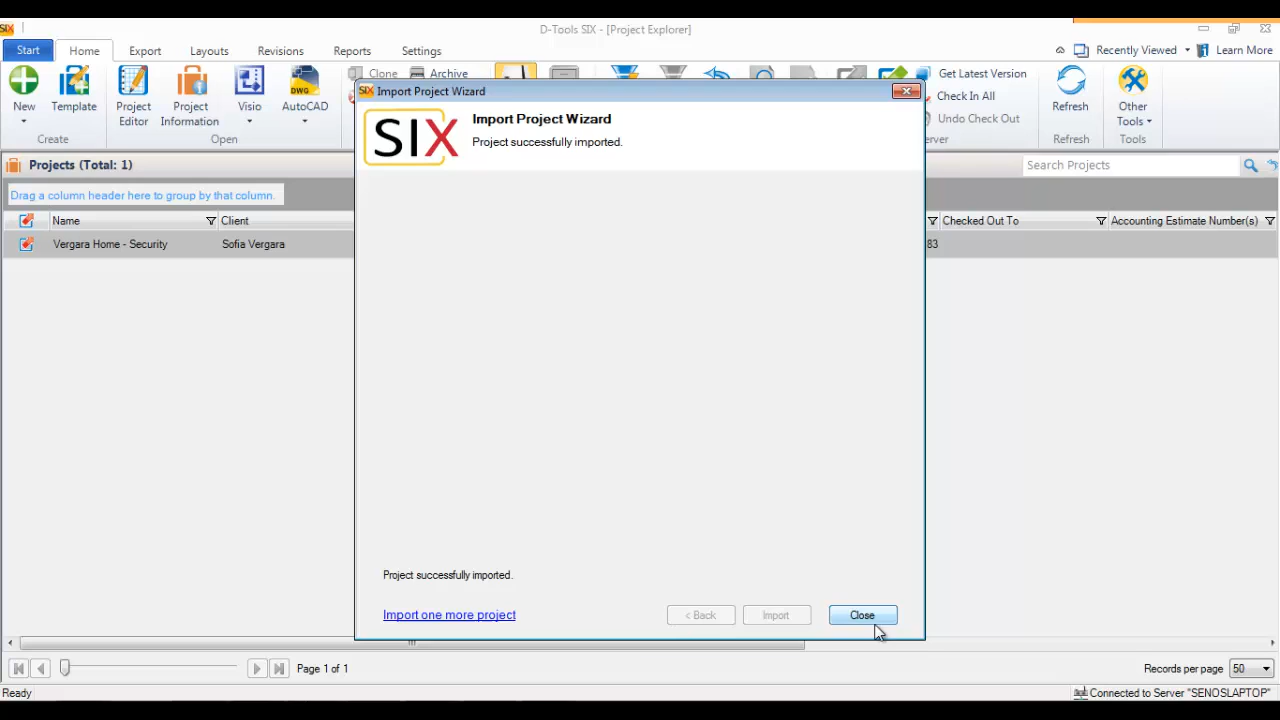 SIX
D-Tools SIX - [Project Explorer]
Start
Home
Export
Layouts
Revisions
Reports
Settings
Recently Viewed
Learn More
New
Template
Create
Project Editor
Project Information
Visio
AutoCAD
DWG
Open
Clone
Archive
Get Latest Version
Check In All
Undo Check Out
Refresh
Refresh
Other Tools
Tools
SIX Import Project Wizard
SIX
Import Project Wizard
Project successfully imported.
Projects (Total: 1)
Search Projects
Drag a column header here to group by that column.
Name
Client
Checked Out To
Accounting Estimate Number(s)
Vergara Home - Security
Sofia Vergara
83
Project successfully imported.
Import one more project
< Back
Import
Close
Page 1 of 1
Records per page
50
Ready
Connected to Server "SENOSLAPTOP"